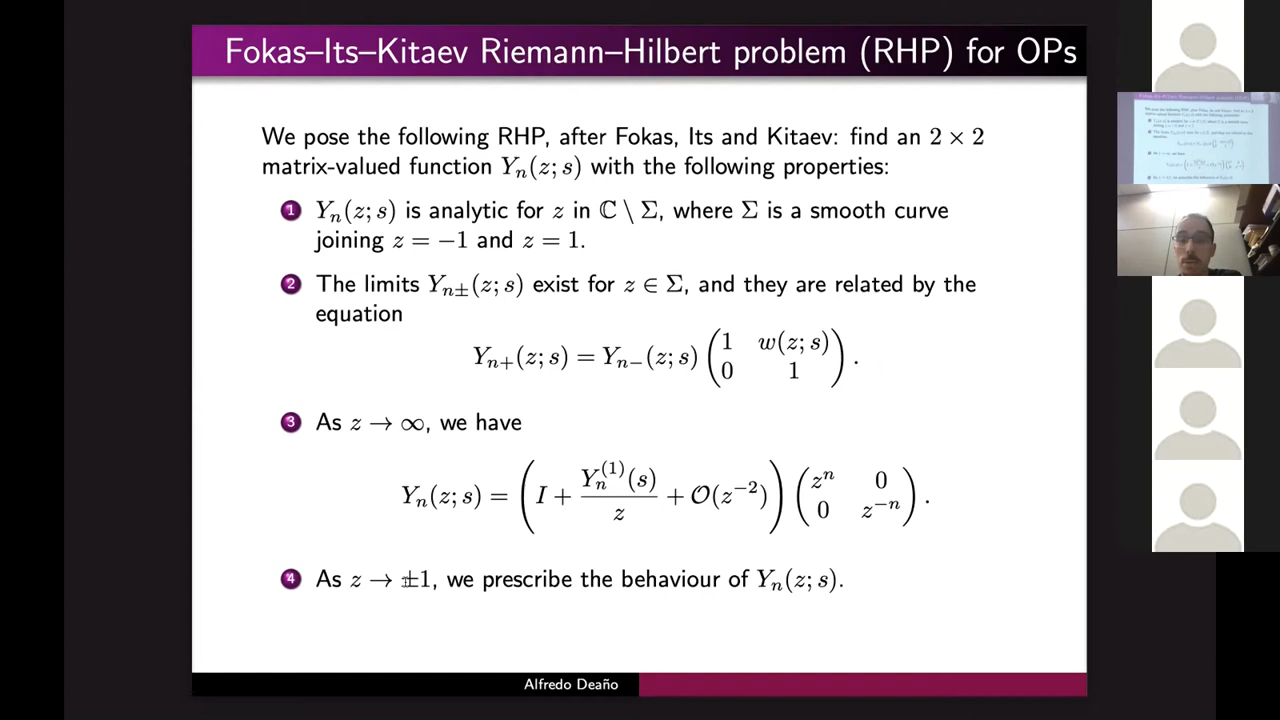 Fokas–Its–Kitaev Riemann–Hilbert problem (RHP) for OPs
We pose the following RHP, after Fokas, Its and Kitaev: find an 2 × 2
matrix-valued function Yₙ(z; s) with the following properties:
1 Yₙ(z; s) is analytic for z in ℂ \ Σ, where Σ is a smooth curve
joining z = −1 and z = 1.
2 The limits Yₙ±(z; s) exist for z ∈ Σ, and they are related by the
equation
Yₙ₊(z; s) = Yₙ₋(z; s) (1 w(z; s)
0 1) .
3 As z → ∞, we have
Yₙ(z; s) = (I + Yₙ⁽¹⁾(s)/z + 𝒪(z⁻²)) (zⁿ 0
0 z⁻ⁿ) .
4 As z → ±1, we prescribe the behaviour of Yₙ(z; s).
Alfredo Deaño